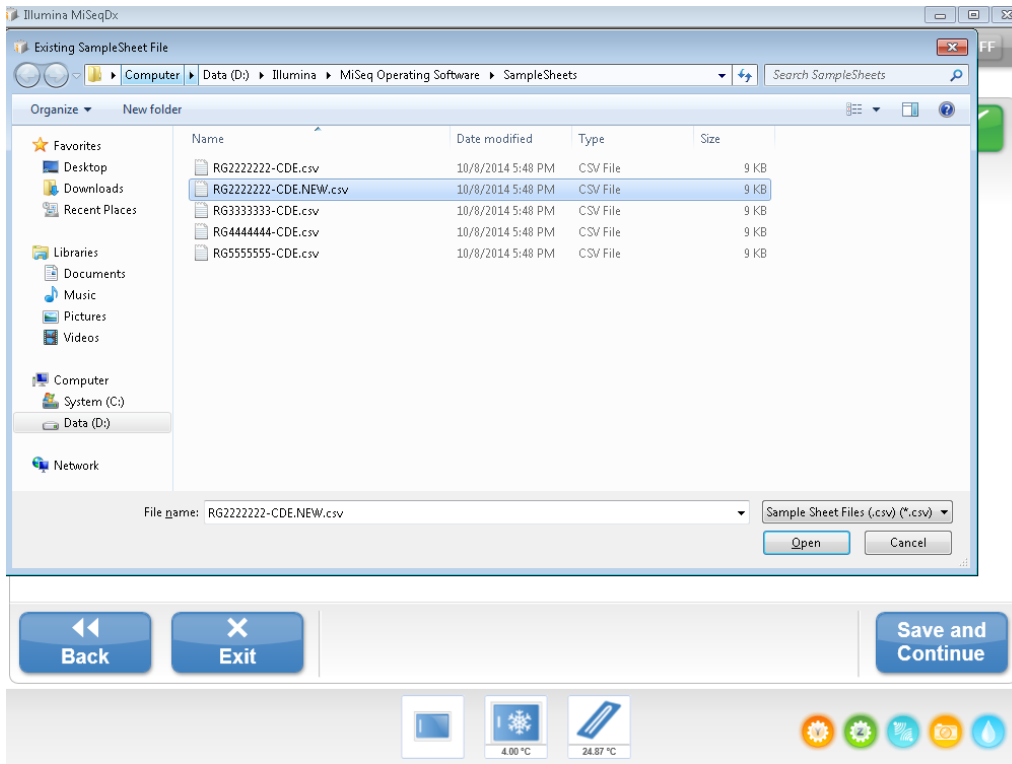 Illumina MiSeqDx
Existing SampleSheet File
FF
Computer Data (D:) Illumina MiSeq Operating Software SampleSheets
Search SampleSheets
Organize New folder
Favorites
Desktop
Downloads
Recent Places
Libraries
Documents
Music
Pictures
Videos
Computer
System (C:)
Data (D:)
Network
Name Date modified Type Size
RG2222222-CDE.csv 10/8/2014 5:48 PM CSV File 9 KB
RG2222222-CDE.NEW.csv 10/8/2014 5:48 PM CSV File 9 KB
RG3333333-CDE.csv 10/8/2014 5:48 PM CSV File 9 KB
RG4444444-CDE.csv 10/8/2014 5:48 PM CSV File 9 KB
RG5555555-CDE.csv 10/8/2014 5:48 PM CSV File 9 KB
File name: RG2222222-CDE.NEW.csv
Sample Sheet Files (.csv) (*.csv)
Open Cancel
Back
Exit
Save and
Continue
4.00 °C
24.87 °C
Y
Z